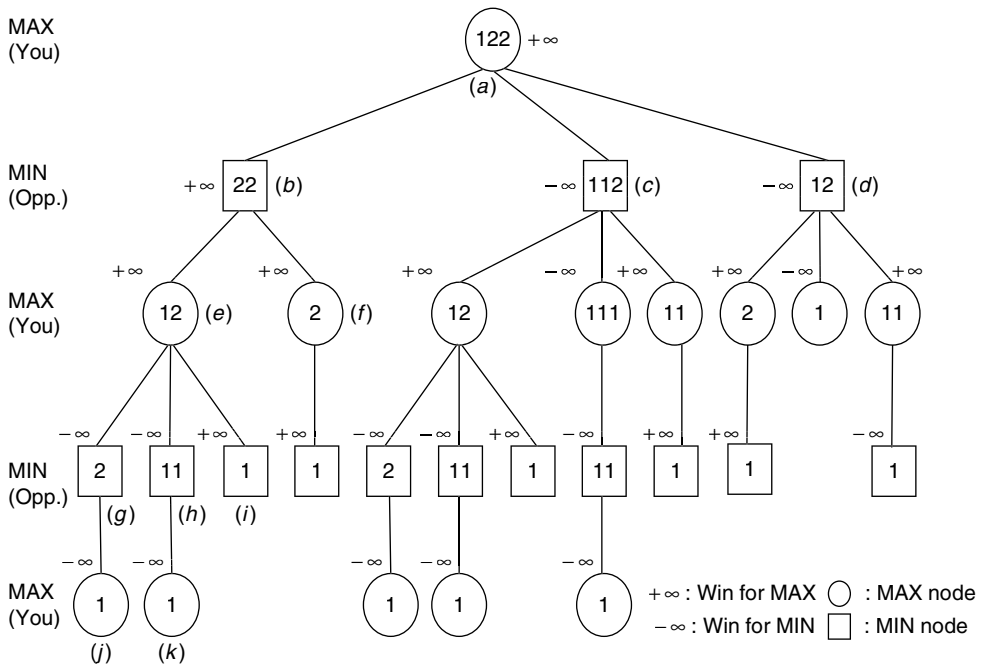 MAX
(You)
122 +∞
(a)
MIN
(Opp.)
+∞ 22 (b)
−∞ 112 (c)
−∞ 12 (d)
+∞ +∞ +∞ −∞ +∞ +∞ −∞ +∞
MAX
(You)
12 (e) 2 (f) 12 111 11 2 1 11
−∞ −∞ +∞ +∞ −∞ −∞ +∞ −∞ +∞ +∞ −∞
MIN
(Opp.)
2 11 1 1 2 11 1 11 1 1 1
(g) (h) (i)
−∞ −∞ −∞ −∞ −∞
MAX
(You)
1 1 1 1 1
(j) (k)
+∞ : Win for MAX : MAX node
−∞ : Win for MIN : MIN node